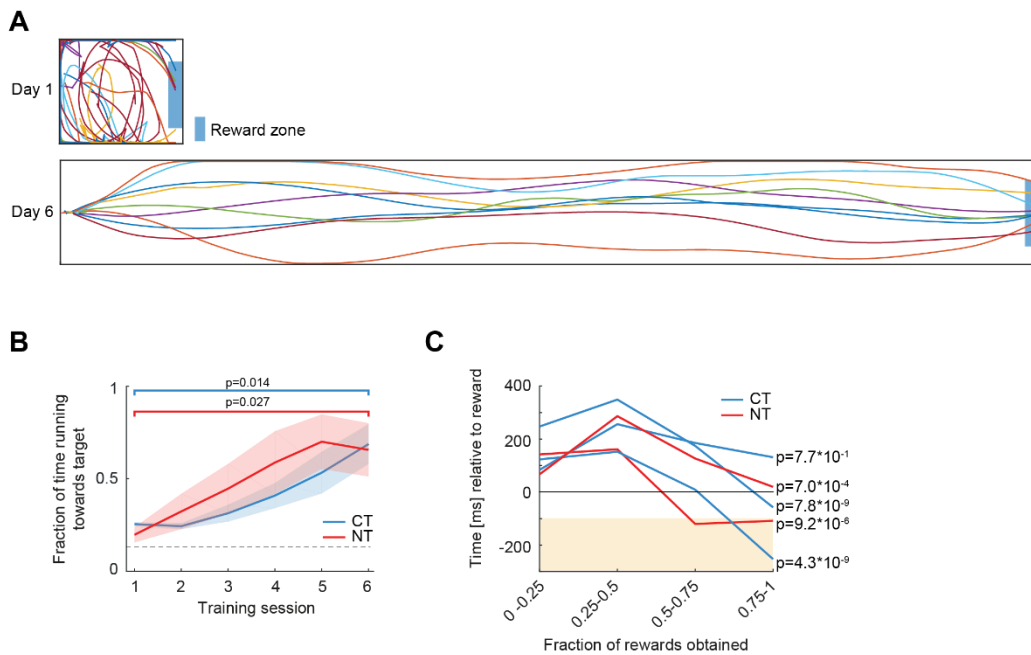 A
Day 1
Reward zone
Day 6
B
p=0.014
p=0.027
1
0.5
0
Fraction of time running
towards target
CT
NT
1 2 3 4 5 6
Training session
C
400
200
0
-200
Time [ms] relative to reward
CT
NT
p=7.7*10⁻¹
p=7.0*10⁻⁴
p=7.8*10⁻⁹
p=9.2*10⁻⁶
p=4.3*10⁻⁹
0 -0.25
0.25-0.5
0.5-0.75
0.75-1
Fraction of rewards obtained